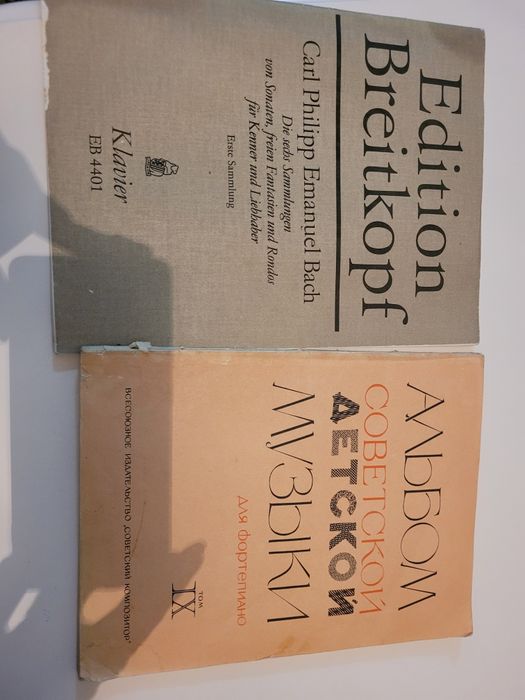 Edition
Breitkopf
Carl Philipp Emanuel Bach
Die sechs Sammlungen
von Sonaten, freien Fantasien und Rondos
für Kenner und Liebhaber
Erste Sammlung
Klavier
EB 4401
АЛЬБОМ
СОВЕТСКОЙ
ДЕТСКОЙ
МУЗЫКИ
ДЛЯ ФОРТЕПИАНО
ТОМ
IX
ВСЕСОЮЗНОЕ ИЗДАТЕЛЬСТВО „СОВЕТСКИЙ КОМПОЗИТОР"